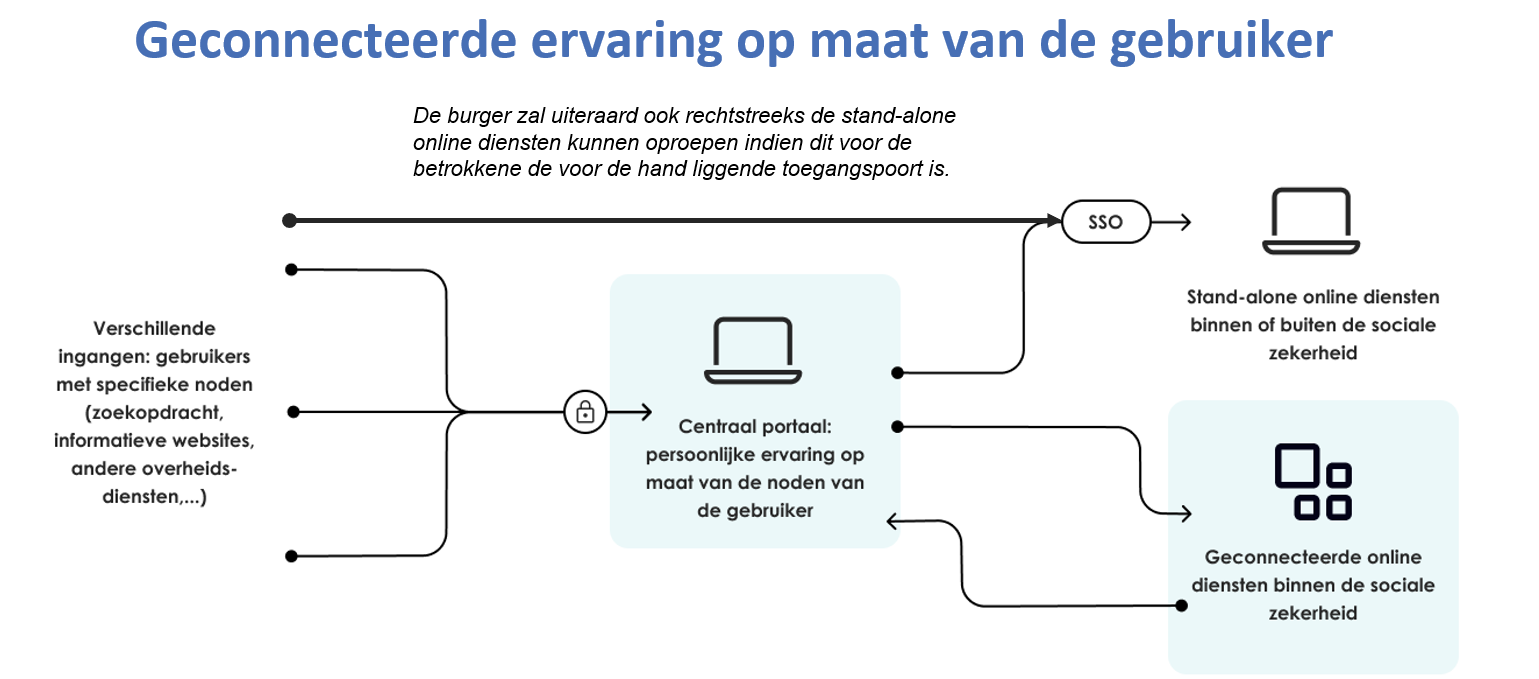 Geconnecteerde ervaring op maat van de gebruiker
De burger zal uiteraard ook rechtstreeks de stand-alone
online diensten kunnen oproepen indien dit voor de
betrokkene de voor de hand liggende toegangspoort is.
SSO
Stand-alone online diensten
binnen of buiten de sociale
zekerheid
Verschillende
ingangen: gebruikers
met specifieke noden
(zoekopdracht,
informatieve websites,
andere overheids-
diensten,...)
Centraal portaal:
persoonlijke ervaring op
maat van de noden van
de gebruiker
Geconnecteerde online
diensten binnen de sociale
zekerheid